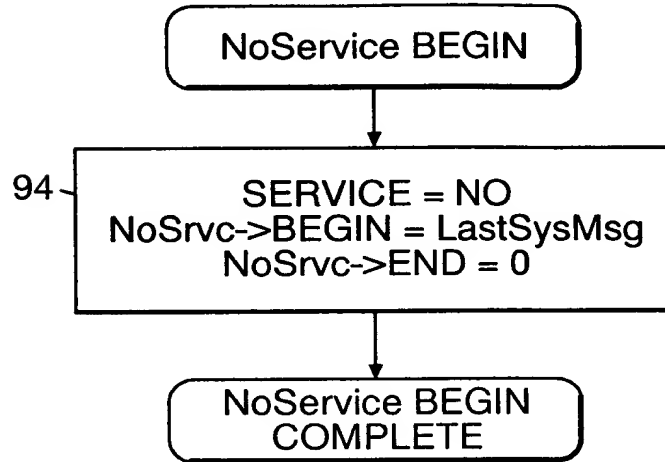 NoService BEGIN
94
SERVICE = NO
NoSrvc->BEGIN = LastSysMsg
NoSrvc->END = 0
NoService BEGIN
COMPLETE